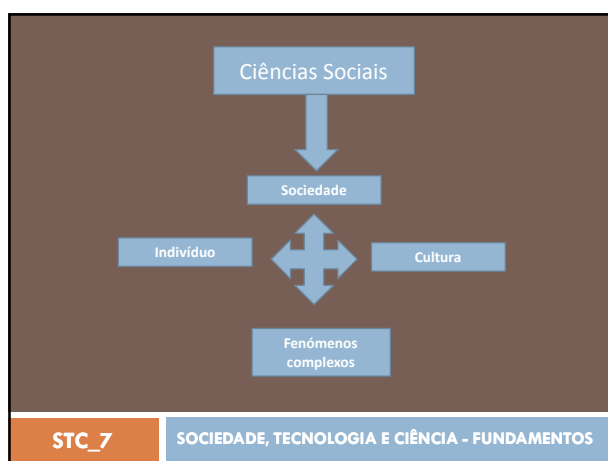 Ciências Sociais
Sociedade
Indivíduo
Cultura
Fenómenos
complexos
STC_7
SOCIEDADE, TECNOLOGIA E CIÊNCIA - FUNDAMENTOS